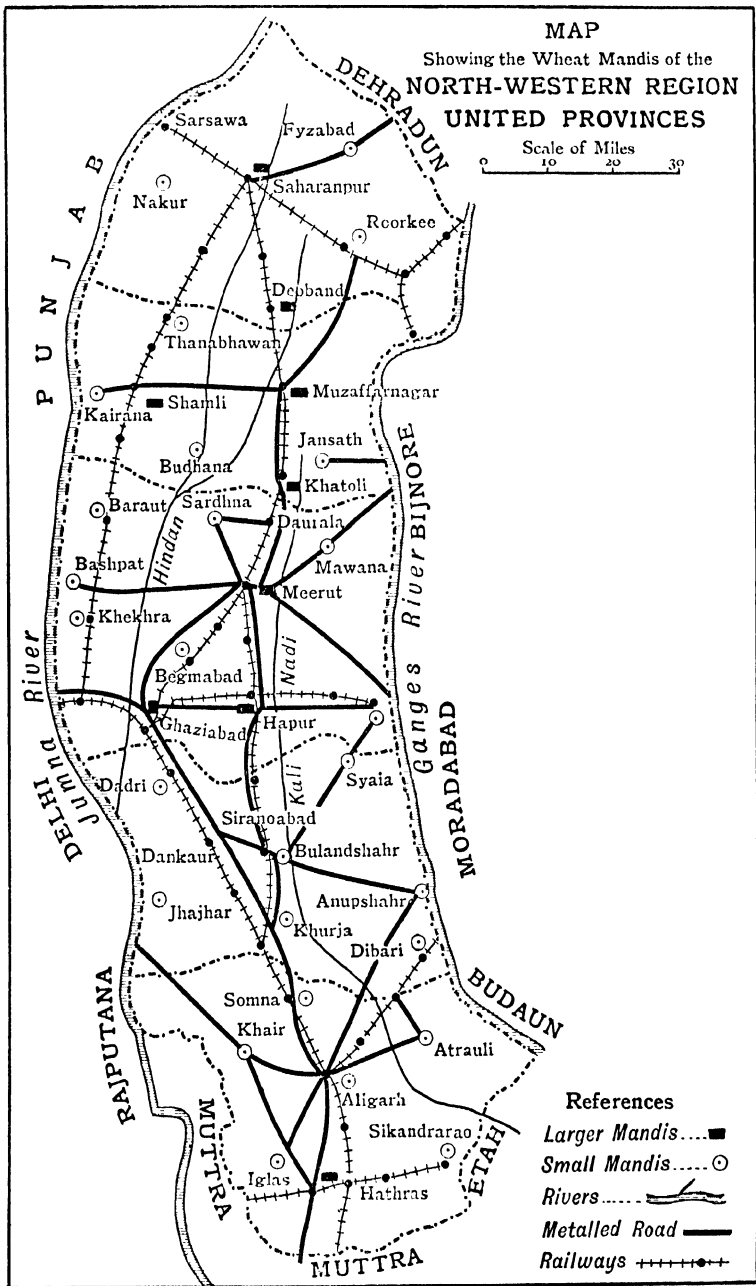 MAP
Showing the Wheat Mandis of the
NORTH-WESTERN REGION
UNITED PROVINCES
Scale of Miles
0 10 20 30
DEHRADUN
Sarsawa
Fyzabad
Saharanpur
Nakur
Roorkee
PUNJAB
Deoband
Thanabhawan
Kairana
Shamli
Muzaffarnagar
Jansath
Budhana
Khatoli
BIJNORE
Baraut
Sardhna
Daurala
Hindan
Mawana
Bashpat
Meerut
Khekhra
Ganges River
Jumna River
Nadi
Begmabad
Ghaziabad
Hapur
DELHI
Syaia
Dadri
Kali
MORADABAD
Siranoabad
Dankaur
Bulandshahr
Jhajhar
Anupshahr
Khurja
Dibari
RAJPUTANA
Somna
BUDAUN
Khair
Atrauli
Aligarh
MUTTRA
Sikandrarao
ETAH
Iglas
Hathras
MUTTRA
References
Larger Mandis....
Small Mandis.....
Rivers......
Metalled Road
Railways